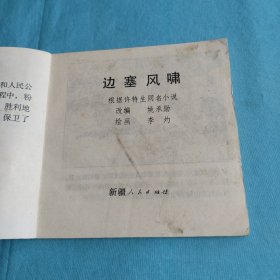 和人民公
程中，粉
胜利地
保卫了
边塞风啸
根据许特生同名小说
改编 姚承勋
绘画 李灼
新疆人民出版社